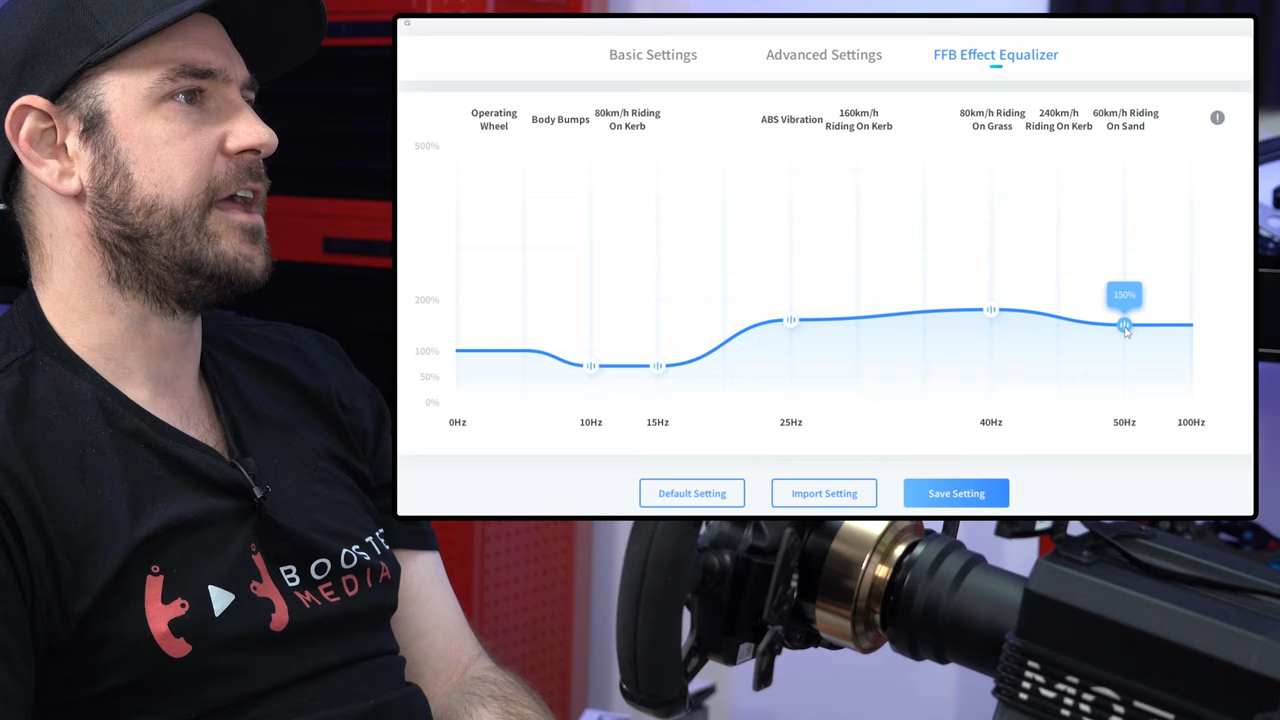 G
Basic Settings
Advanced Settings
FFB Effect Equalizer
Operating
Wheel
Body Bumps
80km/h Riding
On Kerb
ABS Vibration
160km/h
Riding On Kerb
80km/h Riding
On Grass
240km/h
Riding On Kerb
60km/h Riding
On Sand
!
500%
200%
100%
50%
0%
150%
0Hz
10Hz
15Hz
25Hz
40Hz
50Hz
100Hz
Default Setting
Import Setting
Save Setting
BOOSTED
MEDIA